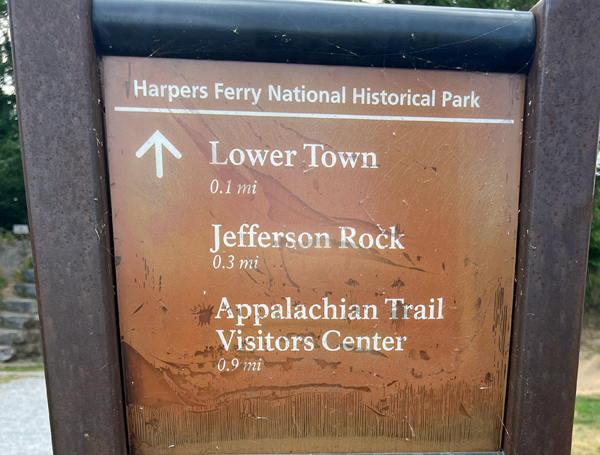 Harpers Ferry National Historical Park
Lower Town
0.1 mi
Jefferson Rock
0.3 mi
Appalachian Trail
Visitors Center
0.9 mi